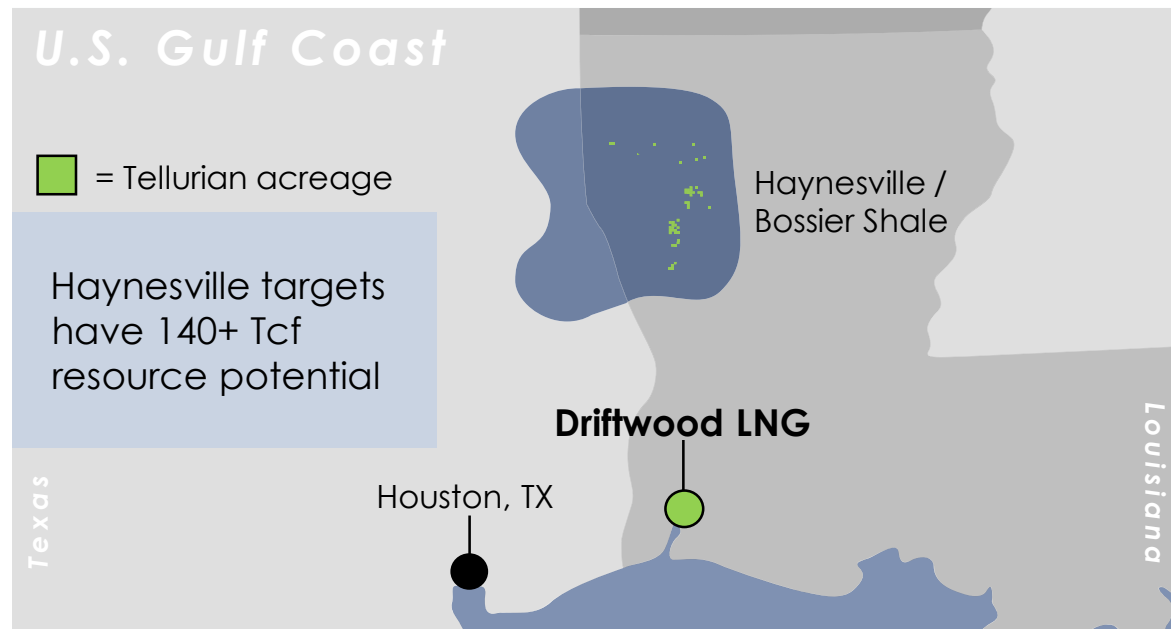 U.S. Gulf Coast
= Tellurian acreage
Haynesville /
Bossier Shale
Haynesville targets
have 140+ Tcf
resource potential
Driftwood LNG
Houston, TX
Texas
Louisiana